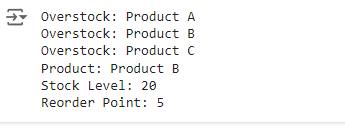 Overstock: Product A
Overstock: Product B
Overstock: Product C
Product: Product B
Stock Level: 20
Reorder Point: 5